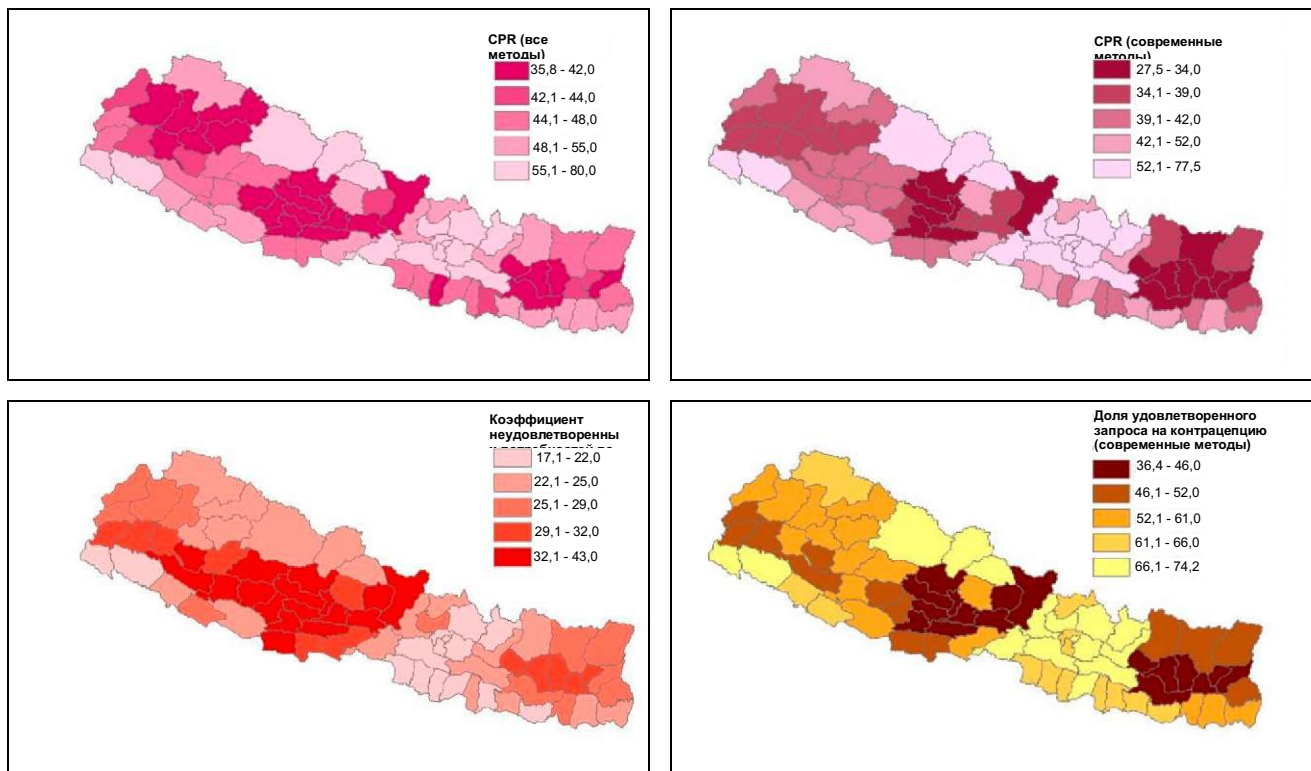 CPR (все
методы)
35,8 - 42,0
42,1 - 44,0
44,1 - 48,0
48,1 - 55,0
55,1 - 80,0
CPR (современные
методы)
27,5 - 34,0
34,1 - 39,0
39,1 - 42,0
42,1 - 52,0
52,1 - 77,5
Коэффициент
неудовлетворенны
17,1 - 22,0
22,1 - 25,0
25,1 - 29,0
29,1 - 32,0
32,1 - 43,0
Доля удовлетворенного
запроса на контрацепцию
(современные методы)
36,4 - 46,0
46,1 - 52,0
52,1 - 61,0
61,1 - 66,0
66,1 - 74,2